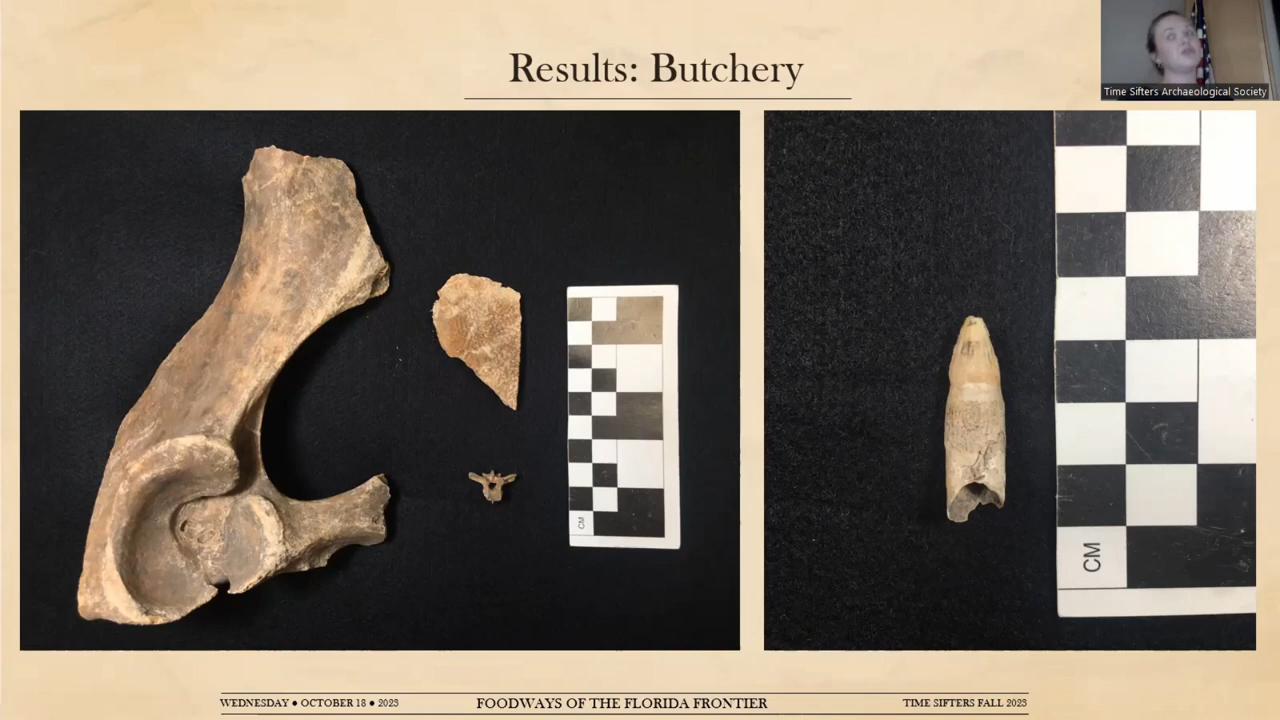 Results: Butchery
Time Sifters Archaeological Society
CM
CM
WEDNESDAY ● OCTOBER 18 ● 2023
FOODWAYS OF THE FLORIDA FRONTIER
TIME SIFTERS FALL 2023